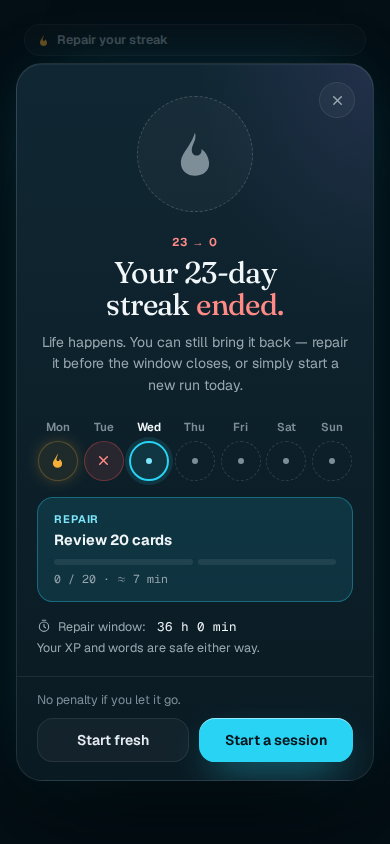 Repair your streak
23 → 0
Your 23-day
streak ended.
Life happens. You can still bring it back — repair
it before the window closes, or simply start a
new run today.
Mon Tue Wed Thu Fri Sat Sun
REPAIR
Review 20 cards
0 / 20 · ≈ 7 min
Repair window: 36 h 0 min
Your XP and words are safe either way.
No penalty if you let it go.
Start fresh
Start a session